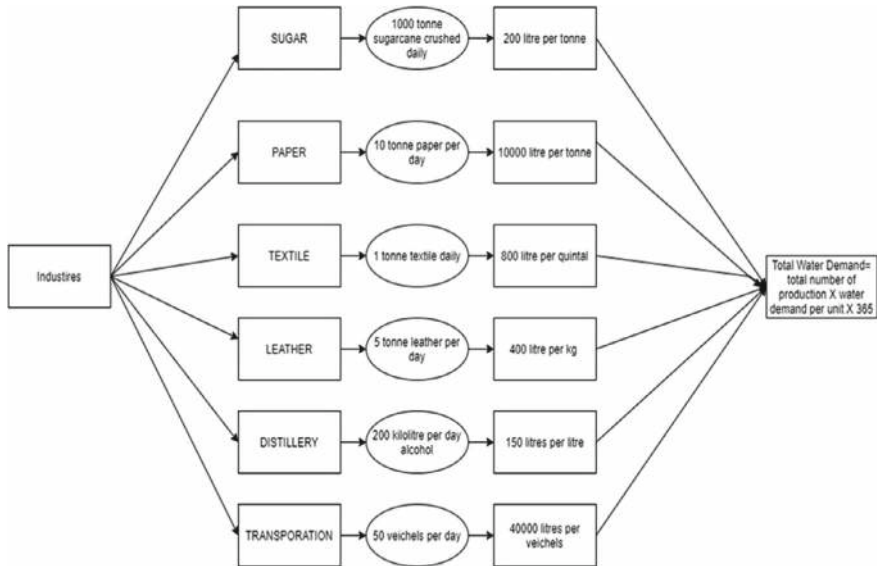 SUGAR
1000 tonne
sugarcane crushed
daily
200 litre per tonne
PAPER
10 tonne paper per
day
10000 litre per tonne
Industires
TEXTILE
1 tonne textile daily
800 litre per quintal
Total Water Demand=
total number of
production X water
demand per unit X 365
LEATHER
5 tonne leather per
day
400 litre per kg
DISTILLERY
200 kilolitre per day
alcohol
150 litres per litre
TRANSPORATION
50 veichels per day
40000 litres per
veichels